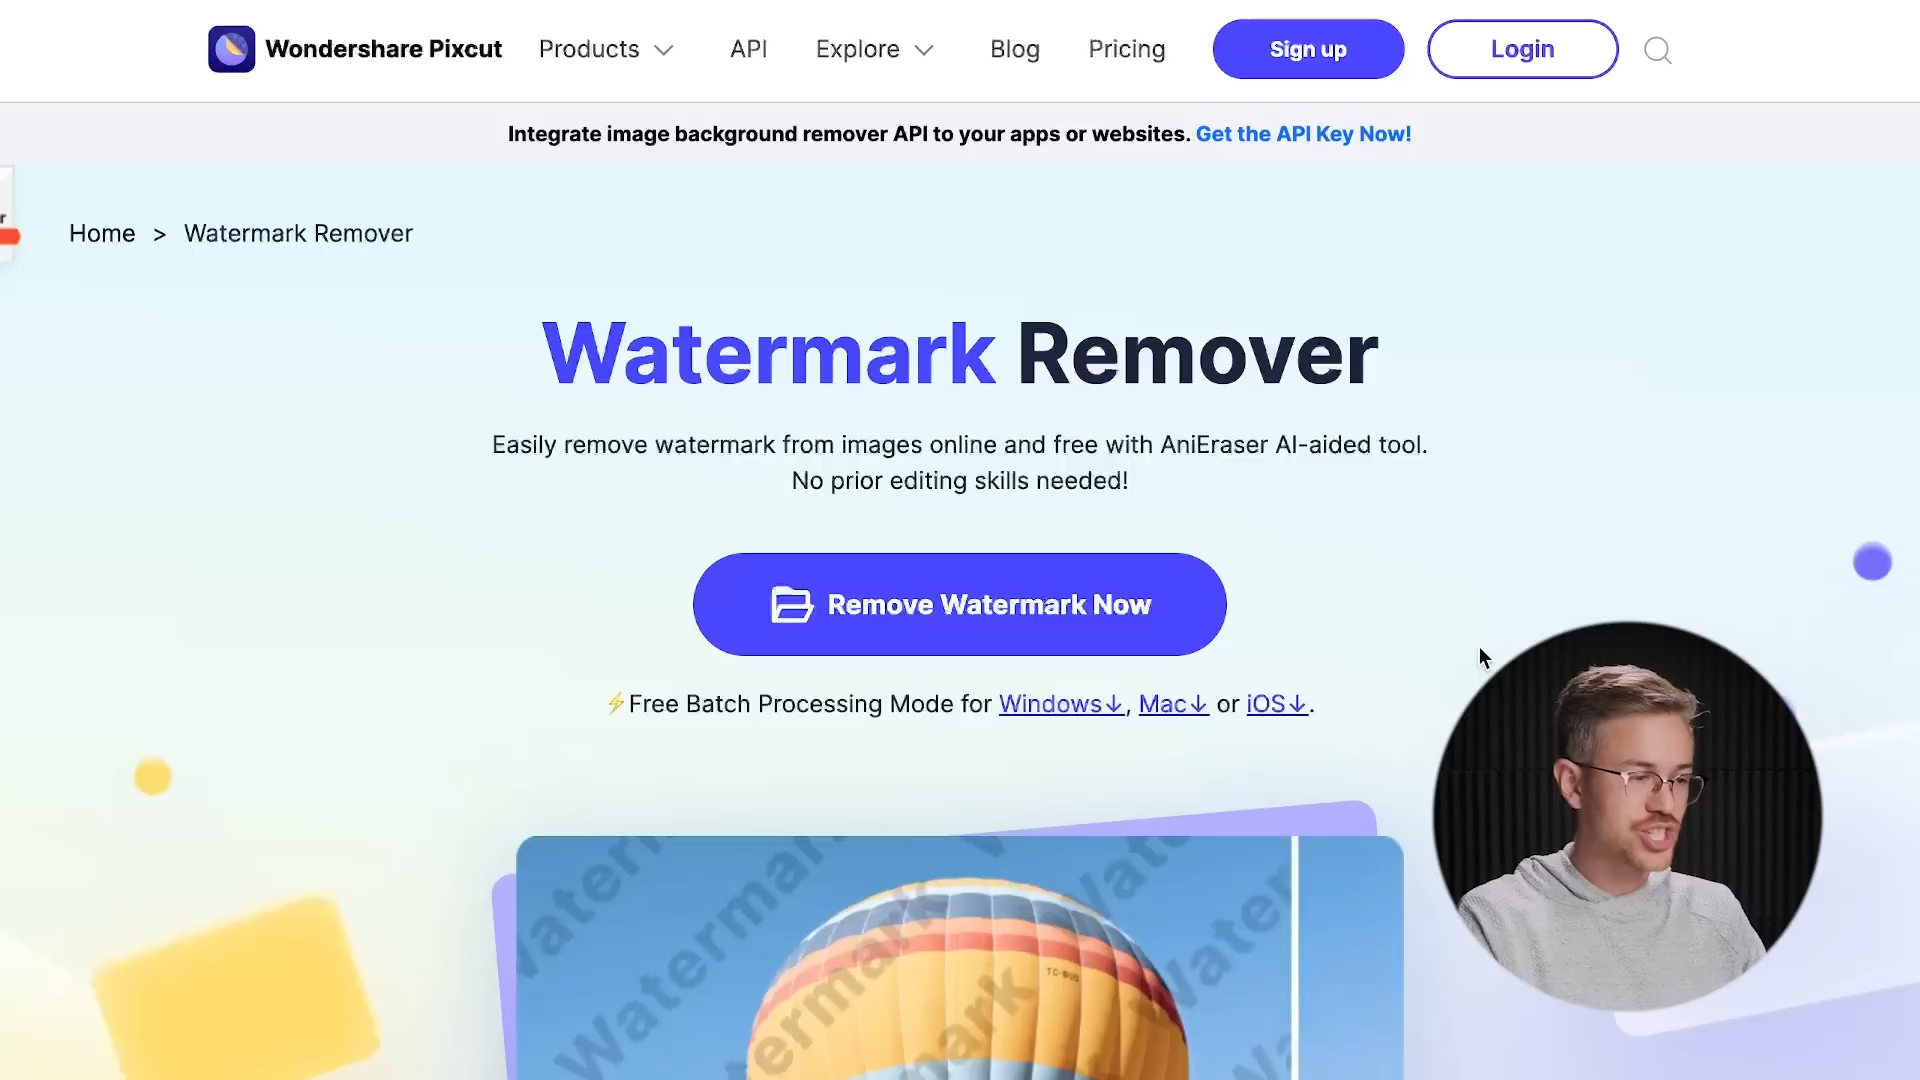 Wondershare Pixcut
Products
API
Explore
Blog
Pricing
Sign up
Login
Integrate image background remover API to your apps or websites. Get the API Key Now!
r
Home > Watermark Remover
Watermark Remover
Easily remove watermark from images online and free with AniEraser AI-aided tool.
No prior editing skills needed!
Remove Watermark Now
⚡Free Batch Processing Mode for Windows↓, Mac↓ or iOS↓.
Watermark
Watermark